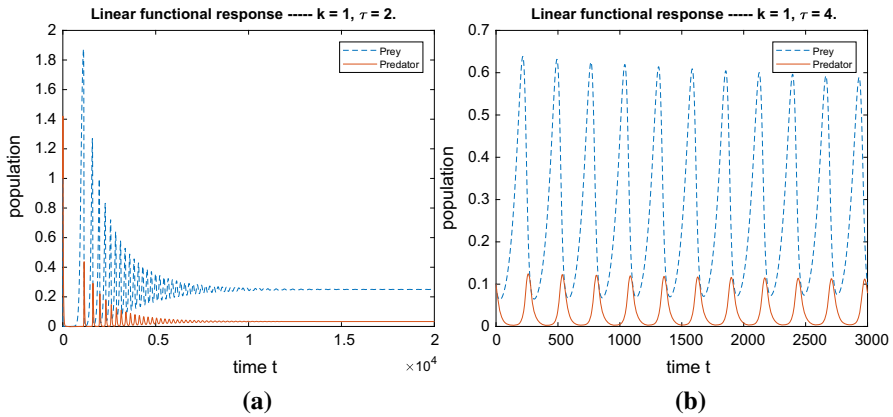 Linear functional response ----- k = 1, τ = 2.
2
1.8
1.6
1.4
1.2
1
0.8
0.6
0.4
0.2
0
population
Prey
Predator
0
0.5
1
1.5
2
×10^4
time t
(a)
Linear functional response ----- k = 1, τ = 4.
0.7
0.6
0.5
0.4
0.3
0.2
0.1
0
population
Prey
Predator
0
500
1000
1500
2000
2500
3000
time t
(b)